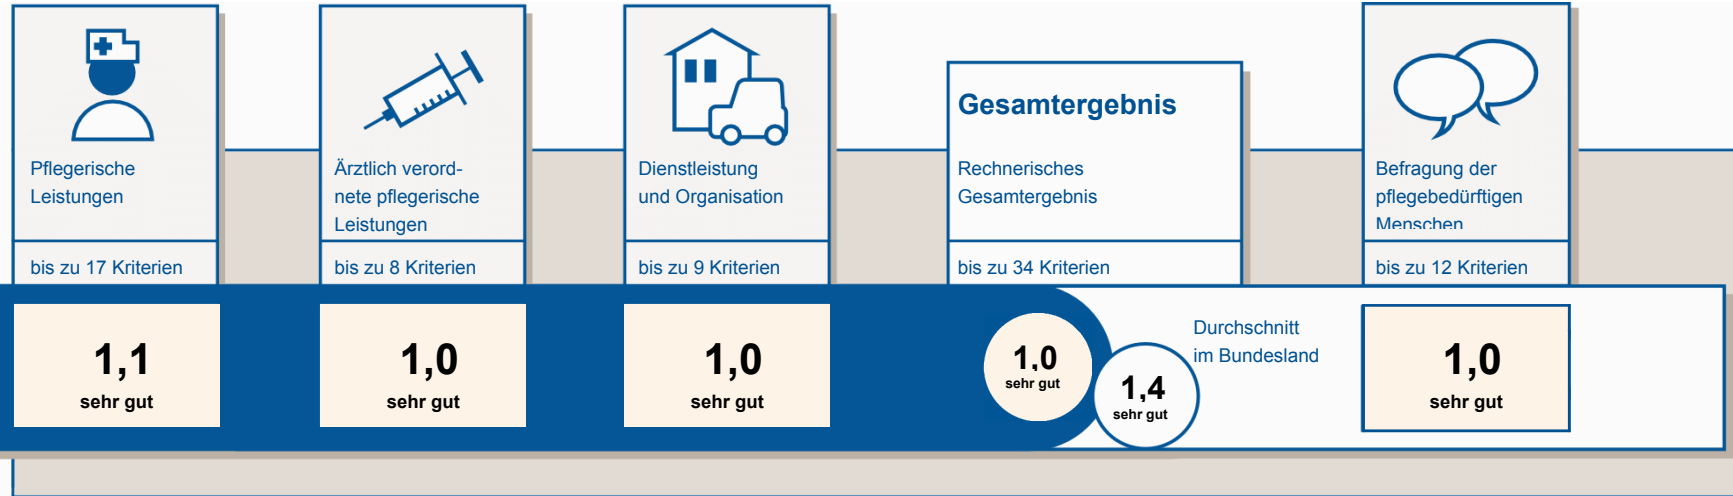 Pflegerische
Leistungen
bis zu 17 Kriterien
1,1
sehr gut
Ärztlich verord-
nete pflegerische
Leistungen
bis zu 8 Kriterien
1,0
sehr gut
Dienstleistung
und Organisation
bis zu 9 Kriterien
1,0
sehr gut
Gesamtergebnis
Rechnerisches
Gesamtergebnis
bis zu 34 Kriterien
1,0
sehr gut
1,4
sehr gut
Durchschnitt
im Bundesland
Befragung der
pflegebedürftigen
Menschen
bis zu 12 Kriterien
1,0
sehr gut